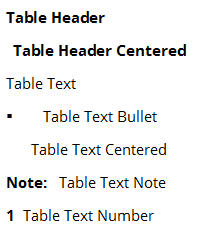 Table Header
Table Header Centered
Table Text
▪ Table Text Bullet
Table Text Centered
Note: Table Text Note
1 Table Text Number